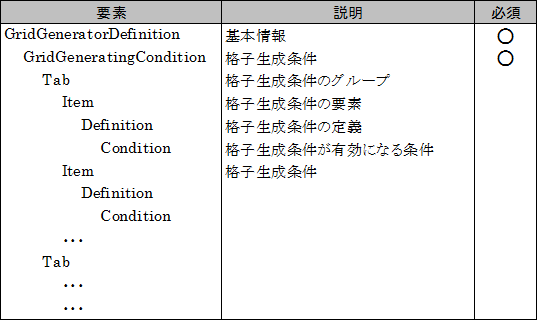 要素 説明 必須
GridGeneratorDefinition 基本情報 ○
GridGeneratingCondition 格子生成条件 ○
Tab 格子生成条件のグループ
Item 格子生成条件の要素
Definition 格子生成条件の定義
Condition 格子生成条件が有効になる条件
Item 格子生成条件
Definition
Condition
・・・
Tab
・・・
・・・